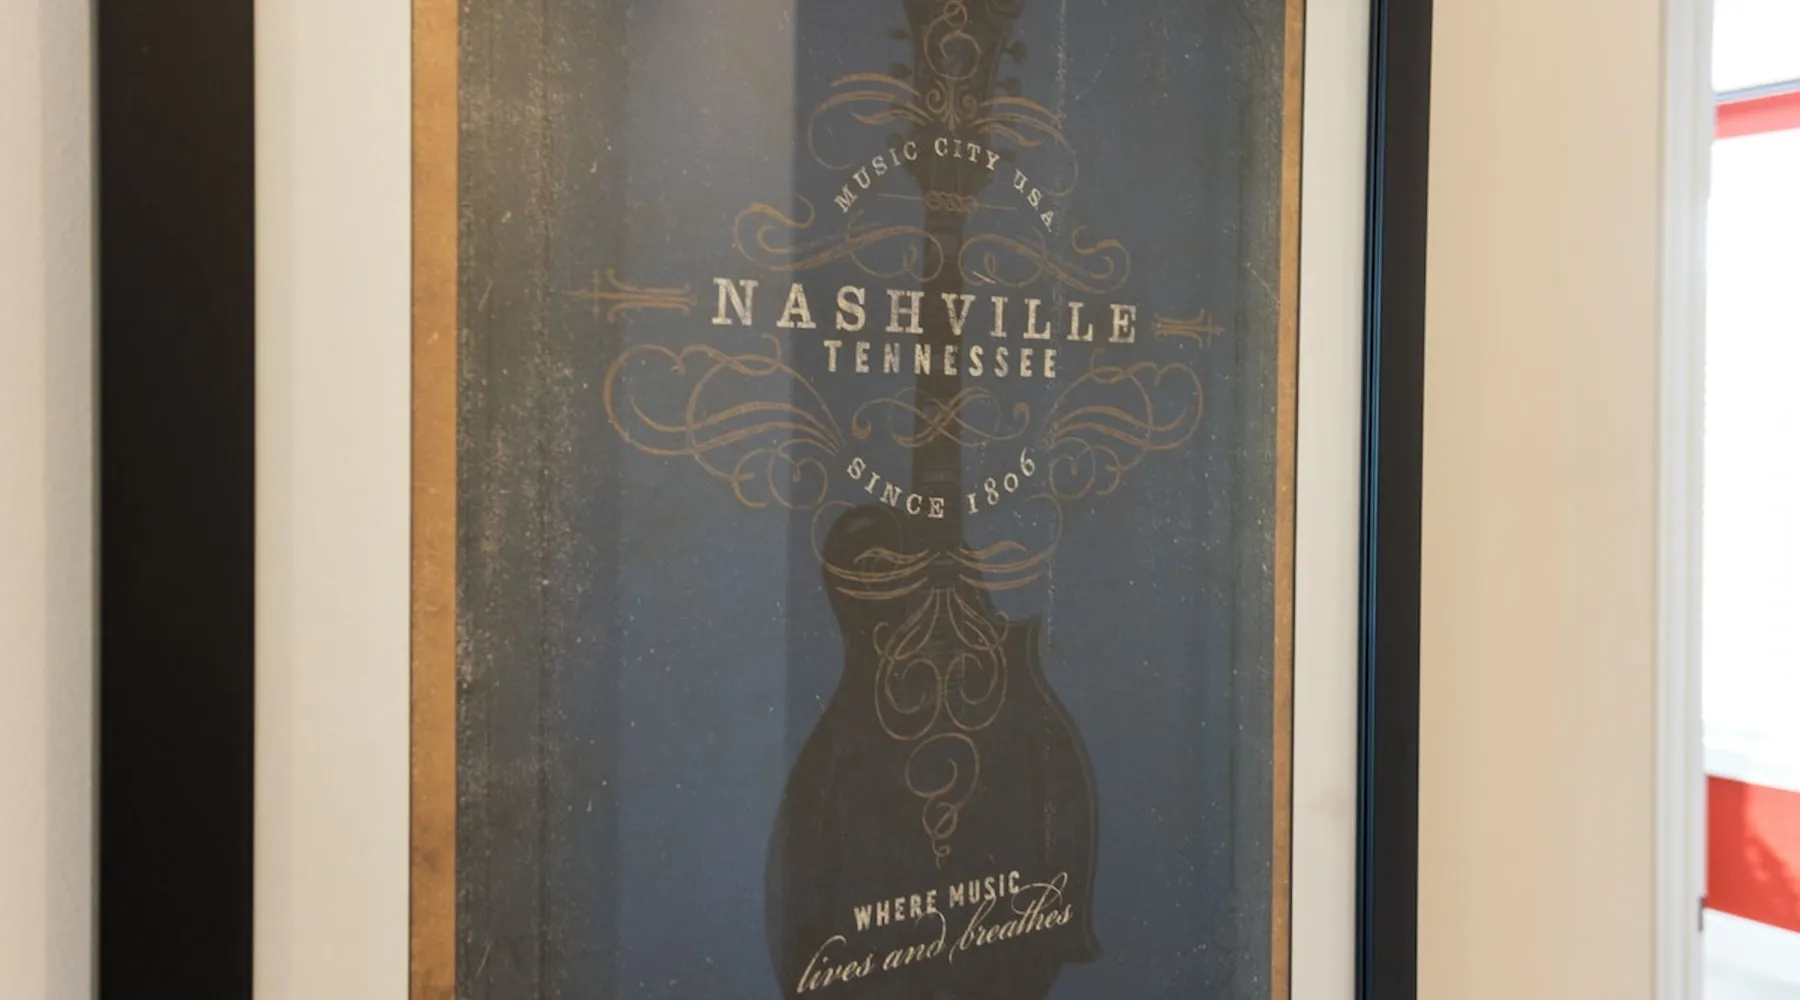 MUSIC CITY USA
NASHVILLE
TENNESSEE
SINCE 1806
WHERE MUSIC
lives and breathes